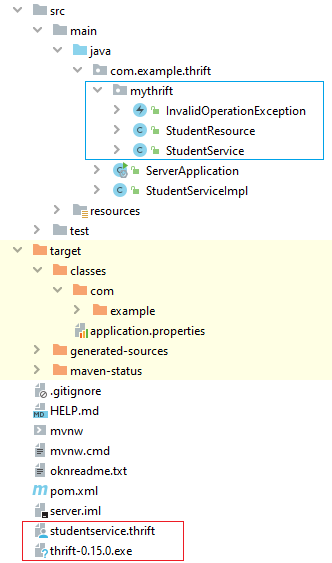 src
main
java
com.example.thrift
mythrift
InvalidOperationException
StudentResource
StudentService
ServerApplication
StudentServiceImpl
resources
test
target
classes
com
example
application.properties
generated-sources
maven-status
.gitignore
MD HELP.md
mvnw
mvnw.cmd
oknreadme.txt
m pom.xml
server.iml
studentservice.thrift
thrift-0.15.0.exe